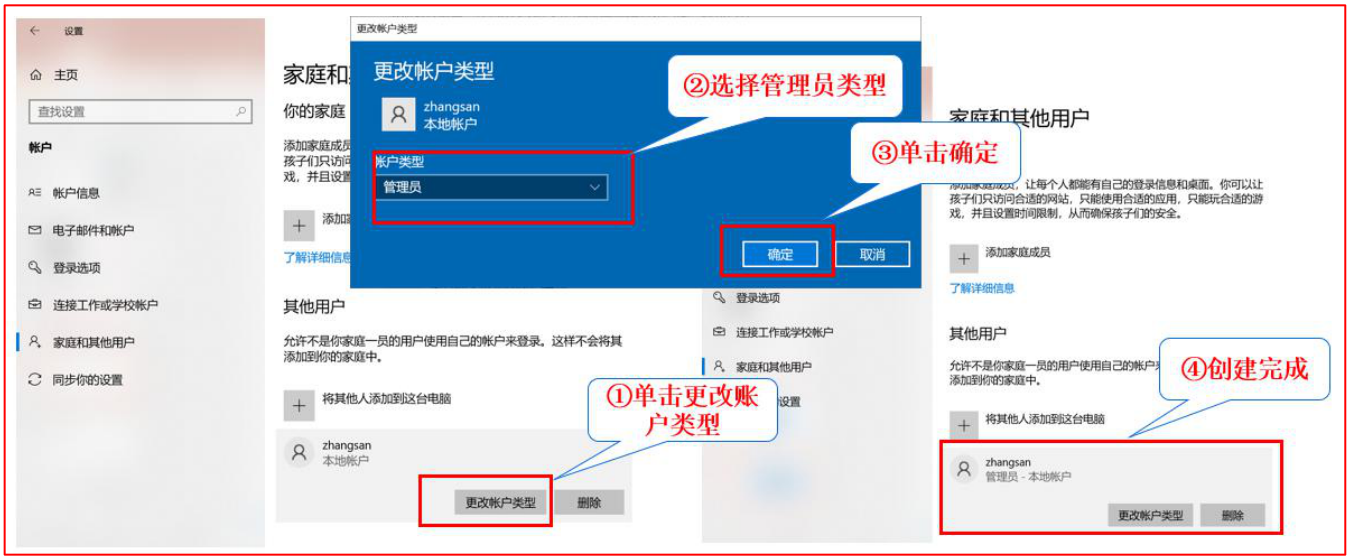 设置
主页
查找设置
帐户
帐户信息
电子邮件和帐户
登录选项
连接工作或学校帐户
家庭和其他用户
同步你的设置
家庭和
你的家庭
添加家庭成员
孩子们只访问
戏，并且设置
添加家
了解详细信息
其他用户
允许不是你家庭一员的用户使用自己的帐户来登录。这样不会将其
添加到你的家庭中。
将其他人添加到这台电脑
zhangsan
本地帐户
更改帐户类型
删除
①单击更改账
户类型
更改帐户类型
更改帐户类型
zhangsan
本地帐户
帐户类型
管理员
②选择管理员类型
③单击确定
确定
取消
登录选项
连接工作或学校帐户
家庭和其他用户
设置
家庭和其他用户
添加家庭成员，让每个人都能有自己的登录信息和桌面。你可以让
孩子们只访问合适的网站，只能使用合适的应用，只能玩合适的游
戏，并且设置时间限制，从而确保孩子们的安全。
添加家庭成员
了解详细信息
其他用户
允许不是你家庭一员的用户使用自己的帐户
添加到你的家庭中。
④创建完成
将其他人添加到这台电脑
zhangsan
管理员 - 本地帐户
更改帐户类型
删除